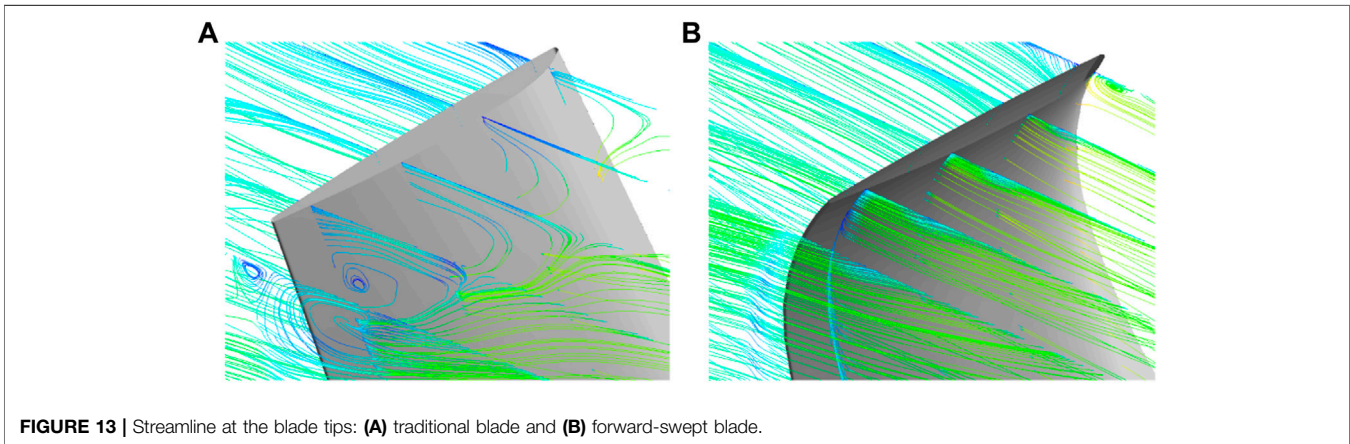 A
B
FIGURE 13 | Streamline at the blade tips: (A) traditional blade and (B) forward-swept blade.